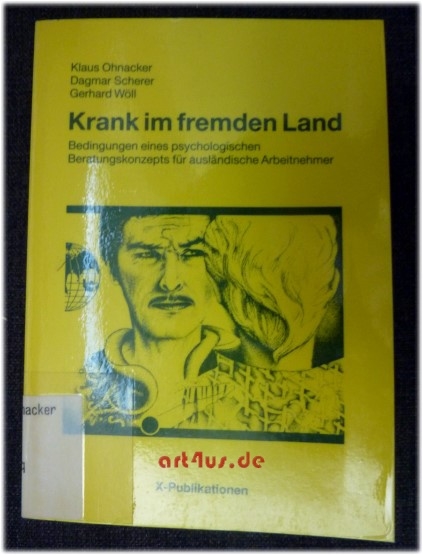 Klaus Ohnacker
Dagmar Scherer
Gerhard Wöll
Krank im fremden Land
Bedingungen eines psychologischen
Beratungskonzepts für ausländische Arbeitnehmer
nacker
art4us.de
X-Publikationen